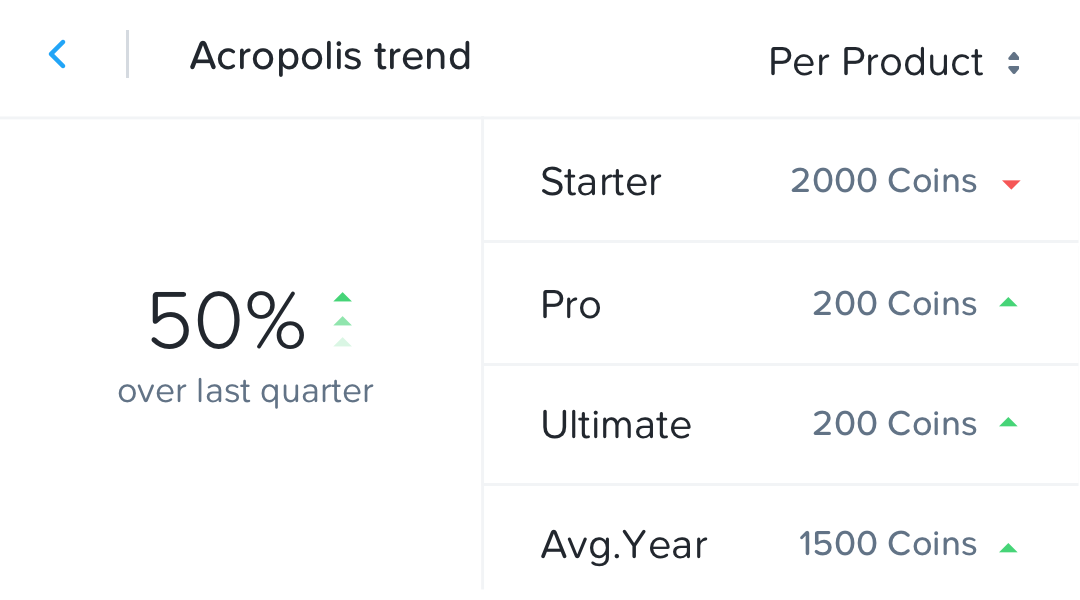 Acropolis trend
Per Product
50%
over last quarter
Starter 2000 Coins
Pro 200 Coins
Ultimate 200 Coins
Avg.Year 1500 Coins